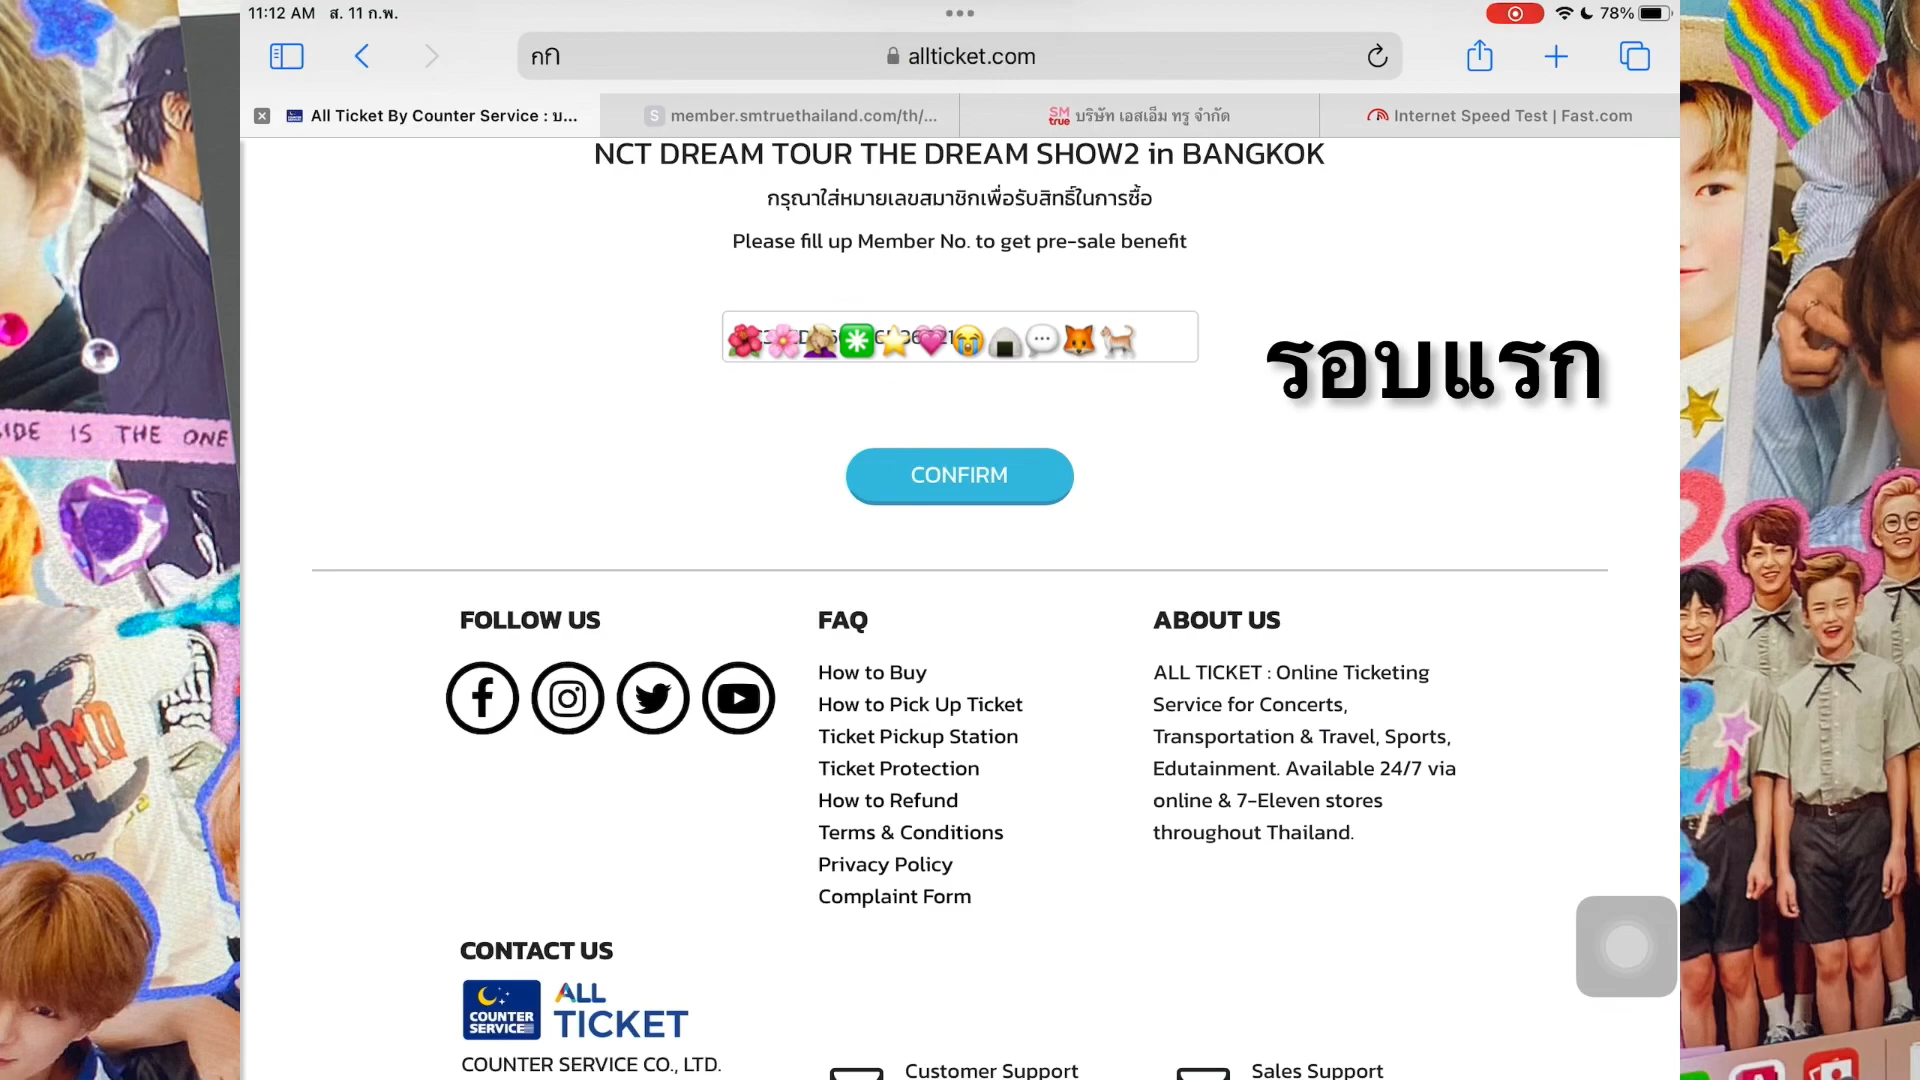 11:12 AM ส. 11 ก.พ.
78%
กก
allticket.com
All Ticket By Counter Service : บ...
S member.smtruethailand.com/th/...
SM true บริษัท เอสเอ็ม ทรู จำกัด
Internet Speed Test | Fast.com
NCT DREAM TOUR THE DREAM SHOW2 in BANGKOK
กรุณาใส่หมายเลขสมาชิกเพื่อรับสิทธิ์ในการซื้อ
Please fill up Member No. to get pre-sale benefit
รอบแรก
CONFIRM
SIDE IS THE ONE
HMMD
FOLLOW US
FAQ
How to Buy
How to Pick Up Ticket
Ticket Pickup Station
Ticket Protection
How to Refund
Terms & Conditions
Privacy Policy
Complaint Form
ABOUT US
ALL TICKET : Online Ticketing
Service for Concerts,
Transportation & Travel, Sports,
Edutainment. Available 24/7 via
online & 7-Eleven stores
throughout Thailand.
CONTACT US
COUNTER SERVICE
ALL TICKET
COUNTER SERVICE CO., LTD.
Customer Support
Sales Support